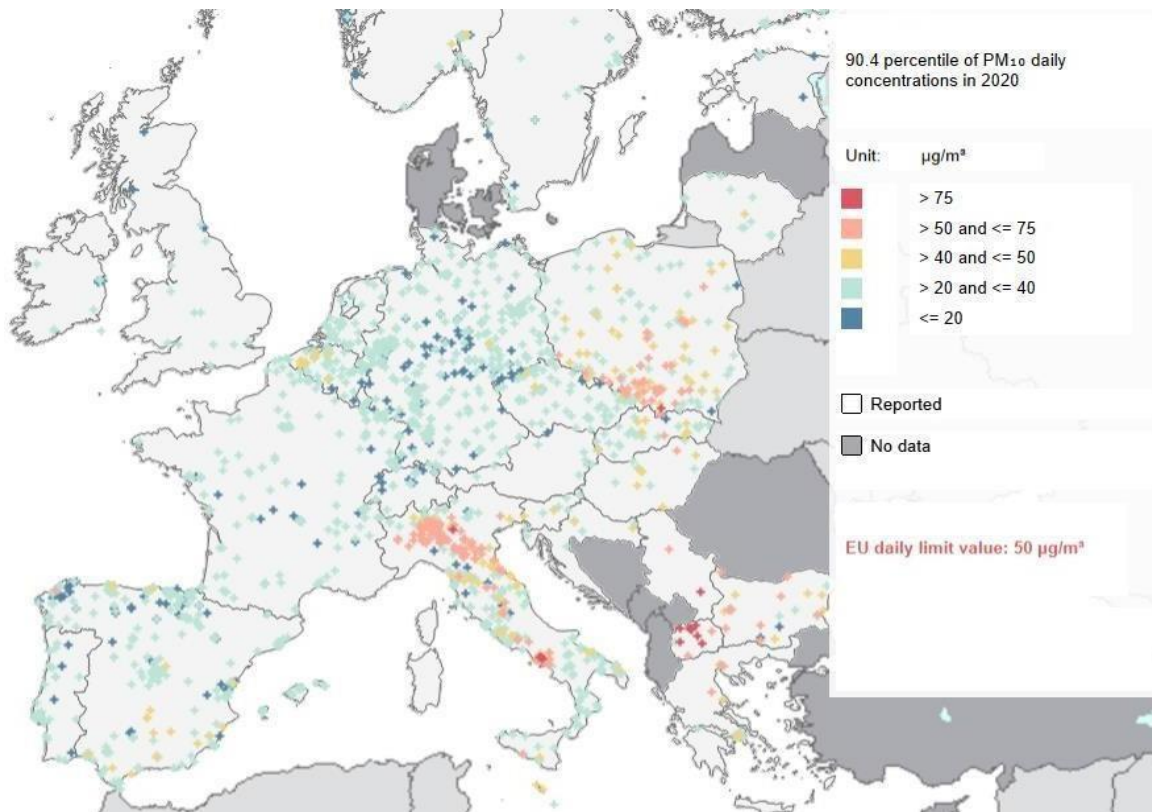 90.4 percentile of PM₁₀ daily
concentrations in 2020
Unit: µg/m³
> 75
> 50 and <= 75
> 40 and <= 50
> 20 and <= 40
<= 20
Reported
No data
EU daily limit value: 50 µg/m³